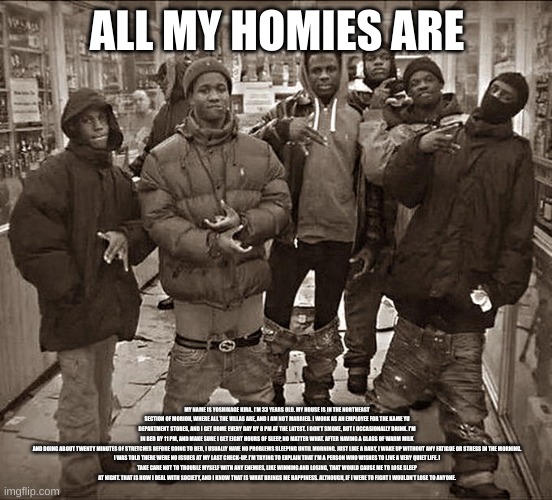 ALL MY HOMIES ARE
MY NAME IS YOSHIKAGE KIRA. I'M 33 YEARS OLD. MY HOUSE IS IN THE NORTHEAST
SECTION OF MORIOH, WHERE ALL THE VILLAS ARE, AND I AM NOT MARRIED. I WORK AS AN EMPLOYEE FOR THE KAME YU
DEPARTMENT STORES, AND I GET HOME EVERY DAY BY 8 PM AT THE LATEST. I DON'T SMOKE, BUT I OCCASIONALLY DRINK. I'M
IN BED BY 11 PM, AND MAKE SURE I GET EIGHT HOURS OF SLEEP, NO MATTER WHAT. AFTER HAVING A GLASS OF WARM MILK
AND DOING ABOUT TWENTY MINUTES OF STRETCHES BEFORE GOING TO BED, I USUALLY HAVE NO PROBLEMS SLEEPING UNTIL MORNING. JUST LIKE A BABY, I WAKE UP WITHOUT ANY FATIGUE OR STRESS IN THE MORNING.
I WAS TOLD THERE WERE NO ISSUES AT MY LAST CHECK-UP. I'M TRYING TO EXPLAIN THAT I'M A PERSON WHO WISHES TO LIVE A VERY QUIET LIFE. I
TAKE CARE NOT TO TROUBLE MYSELF WITH ANY ENEMIES, LIKE WINNING AND LOSING, THAT WOULD CAUSE ME TO LOSE SLEEP
AT NIGHT. THAT IS HOW I DEAL WITH SOCIETY, AND I KNOW THAT IS WHAT BRINGS ME HAPPINESS. ALTHOUGH, IF I WERE TO FIGHT I WOULDN'T LOSE TO ANYONE.
imgflip.com